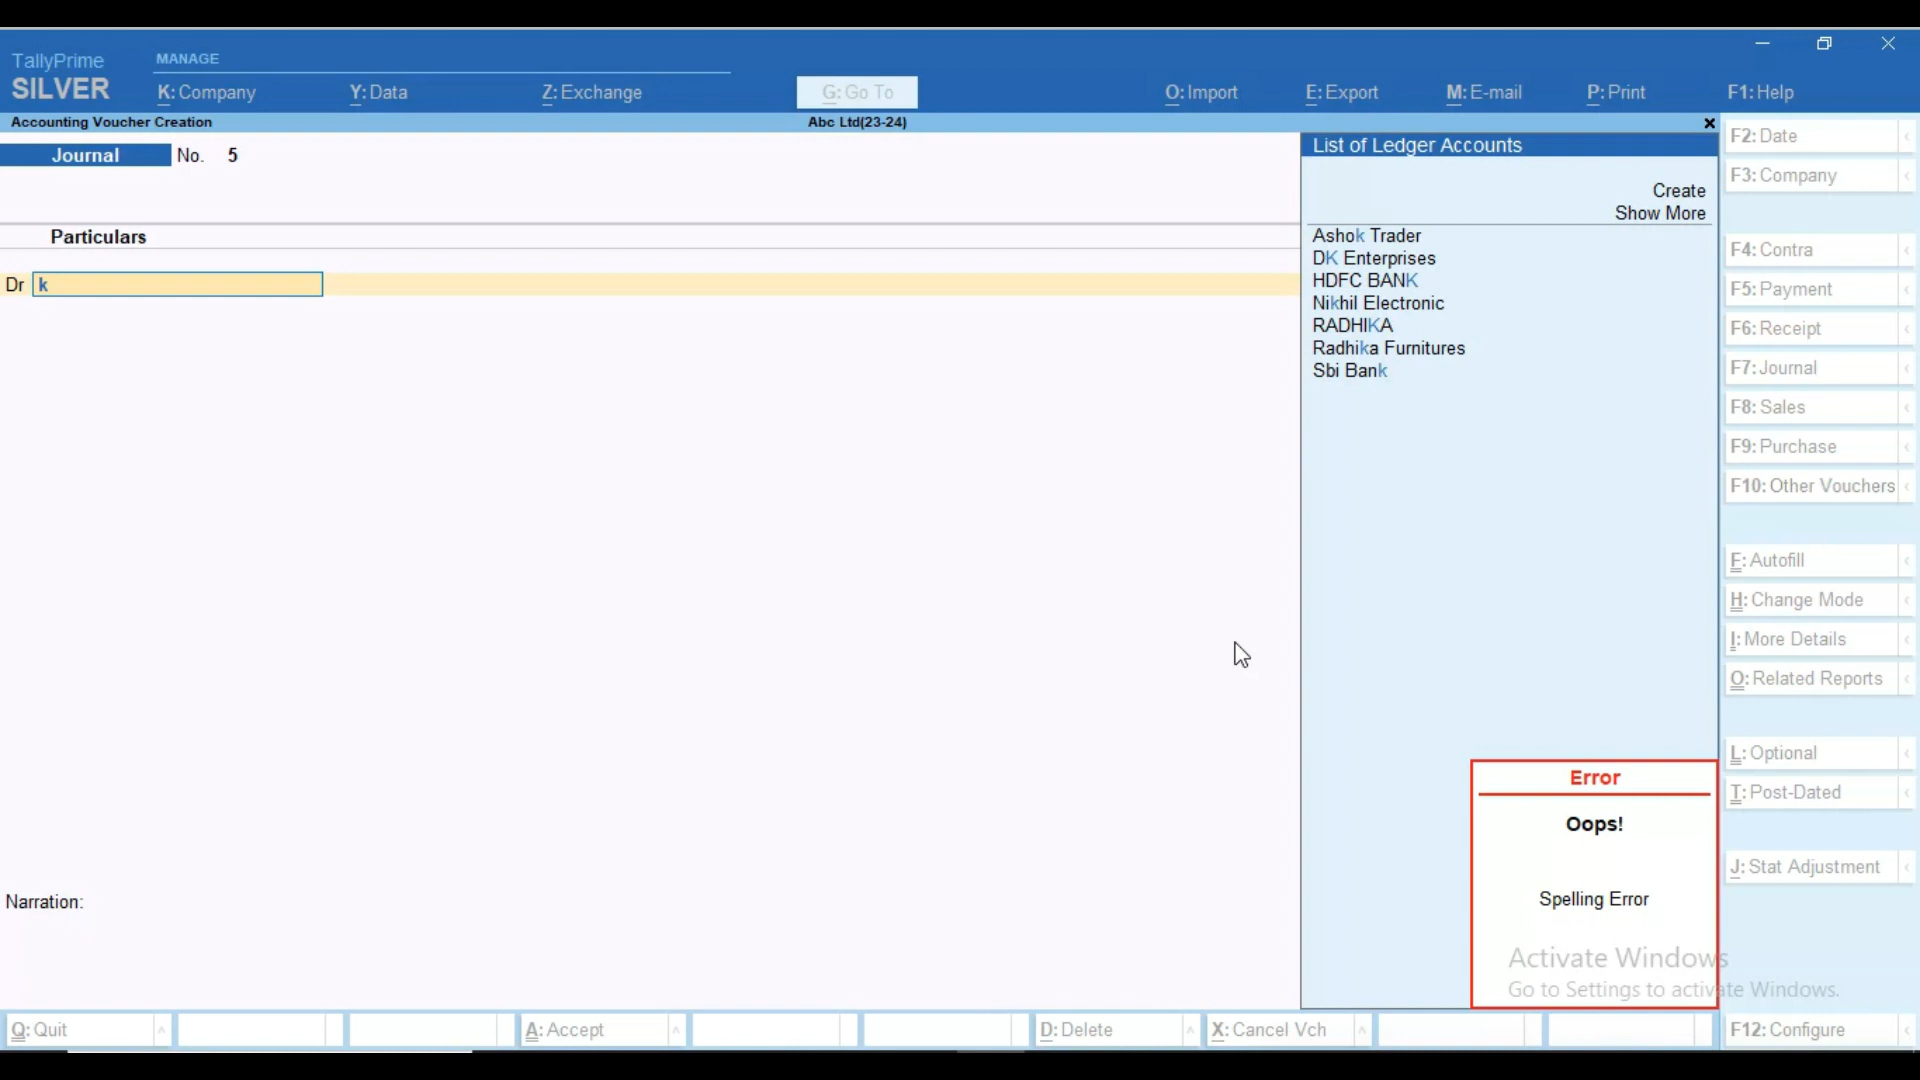 TallyPrime
SILVER
MANAGE
K: Company
Y: Data
Z: Exchange
G: Go To
O: Import
E: Export
M: E-mail
P: Print
F1: Help
Accounting Voucher Creation
Abc Ltd(23-24)
Journal No. 5
Particulars
Dr k
Narration:
List of Ledger Accounts
Create
Show More
Ashok Trader
DK Enterprises
HDFC BANK
Nikhil Electronic
RADHIKA
Radhika Furnitures
Sbi Bank
Error
Oops!
Spelling Error
Activate Windows
Go to Settings to activate Windows.
F2: Date
F3: Company
F4: Contra
F5: Payment
F6: Receipt
F7: Journal
F8: Sales
F9: Purchase
F10: Other Vouchers
F: Autofill
H: Change Mode
I: More Details
O: Related Reports
L: Optional
T: Post-Dated
J: Stat Adjustment
Q: Quit
A: Accept
D: Delete
X: Cancel Vch
F12: Configure